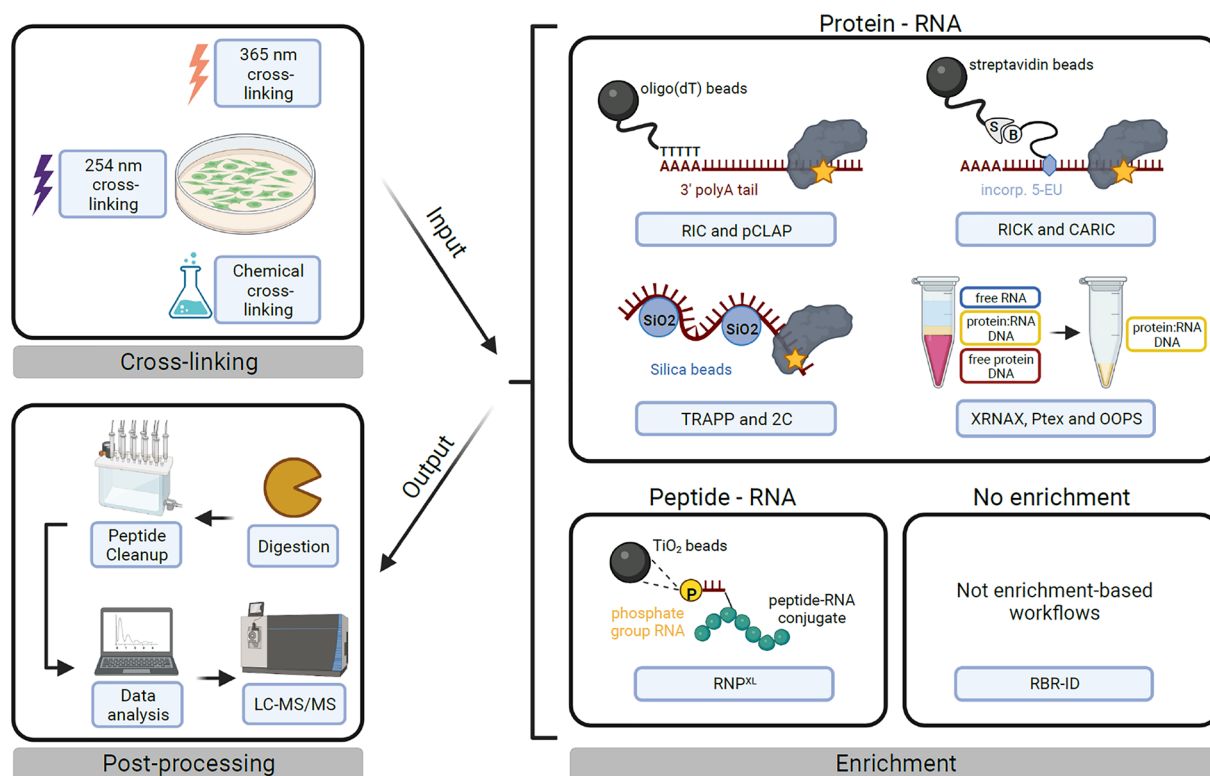 365 nm
cross-
linking
254 nm
cross-
linking
Chemical
cross-
linking
Cross-linking
Input
Output
Protein - RNA
oligo(dT) beads
TTTTT
AAAA
3' polyA tail
RIC and pCLAP
streptavidin beads
S
B
AAAA
incorp. 5-EU
RICK and CARIC
SiO2
SiO2
Silica beads
TRAPP and 2C
free RNA
protein:RNA
DNA
free protein
DNA
protein:RNA
DNA
XRNAX, Ptex and OOPS
Peptide - RNA
TiO₂ beads
P
phosphate
group RNA
peptide-RNA
conjugate
RNPˣᴸ
No enrichment
Not enrichment-based
workflows
RBR-ID
Enrichment
Peptide
Cleanup
Digestion
Data
analysis
LC-MS/MS
Post-processing